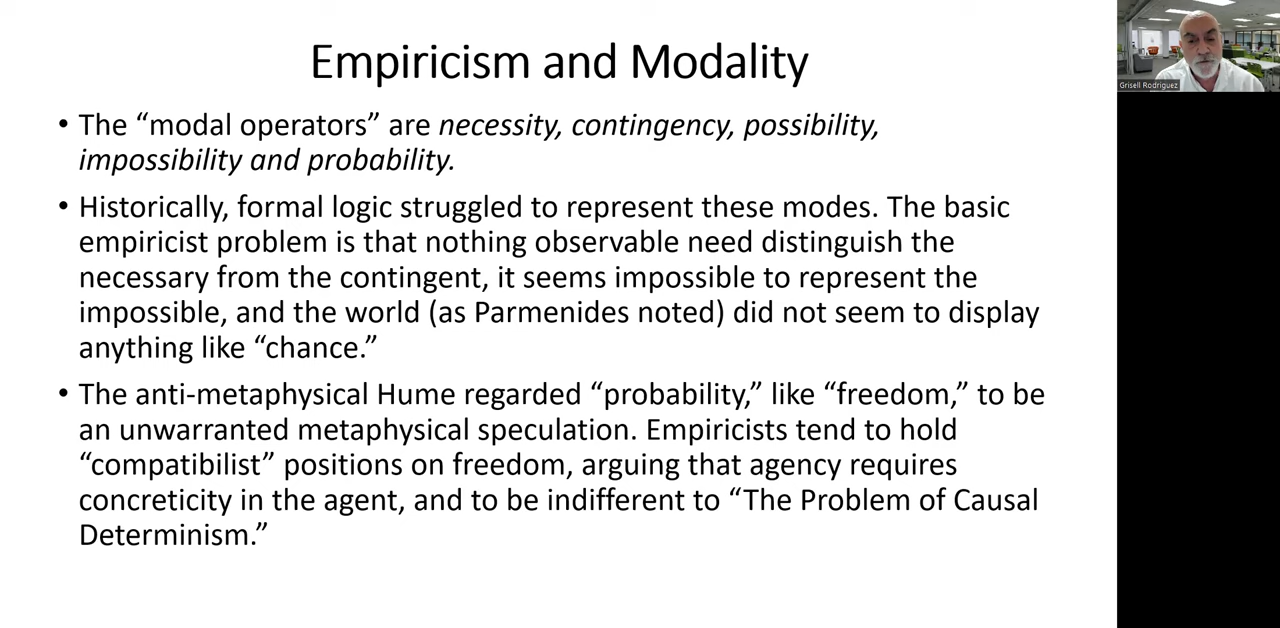 Empiricism and Modality
• The “modal operators” are necessity, contingency, possibility,
impossibility and probability.
• Historically, formal logic struggled to represent these modes. The basic
empiricist problem is that nothing observable need distinguish the
necessary from the contingent, it seems impossible to represent the
impossible, and the world (as Parmenides noted) did not seem to display
anything like “chance.”
• The anti-metaphysical Hume regarded “probability,” like “freedom,” to be
an unwarranted metaphysical speculation. Empiricists tend to hold
“compatibilist” positions on freedom, arguing that agency requires
concreticity in the agent, and to be indifferent to “The Problem of Causal
Determinism.”
Grisell Rodriguez